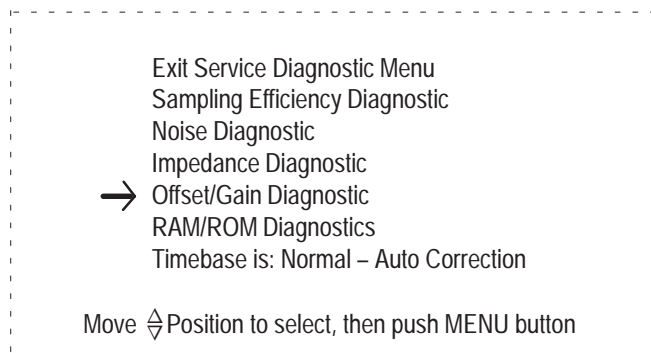 Exit Service Diagnostic Menu
Sampling Efficiency Diagnostic
Noise Diagnostic
Impedance Diagnostic
Offset/Gain Diagnostic
RAM/ROM Diagnostics
Timebase is: Normal – Auto Correction
Move Position to select, then push MENU button